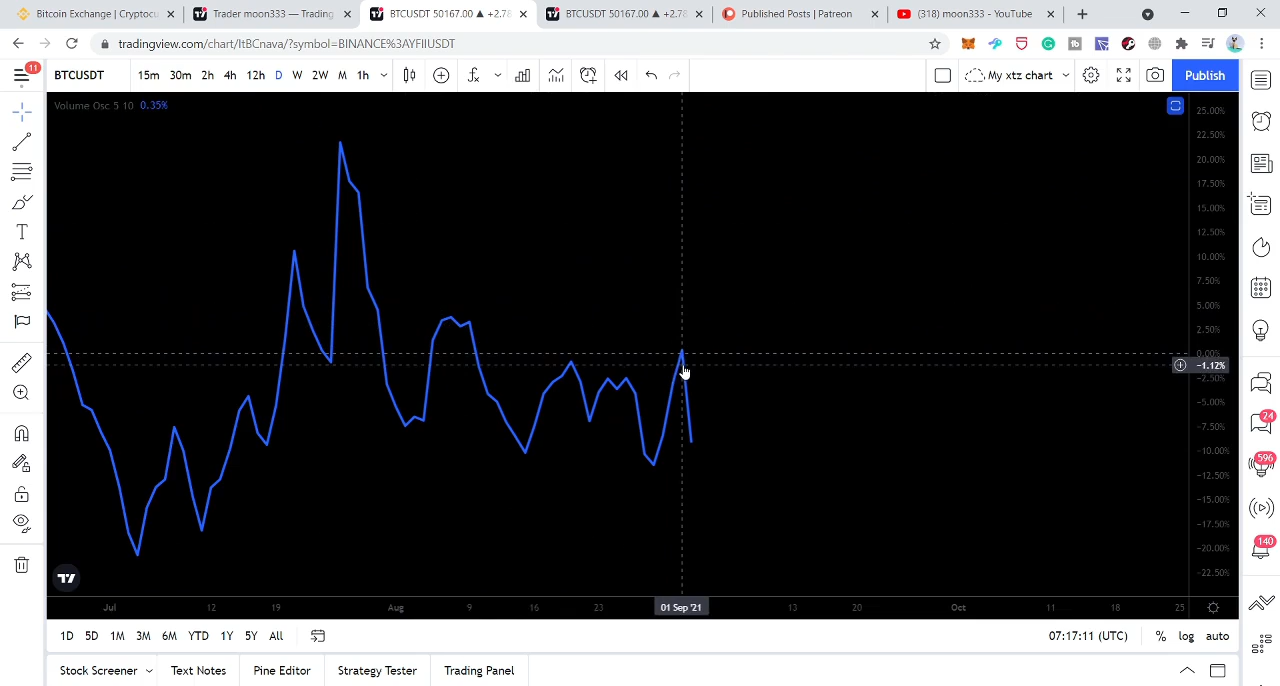 Bitcoin Exchange | Cryptocu
Trader moon333 — Trading
BTCUSDT 50167.00 ▲ +2.78
BTCUSDT 50167.00 ▲ +2.78
Published Posts | Patreon
(318) moon333 - YouTube
tradingview.com/chart/ItBCnava/?symbol=BINANCE%3AYFIIUSDT
11
BTCUSDT 15m 30m 2h 4h 12h D W 2W M 1h My xtz chart Publish
Volume Osc 5 10 0.35%
25.00%
22.50%
20.00%
17.50%
15.00%
12.50%
10.00%
7.50%
5.00%
2.50%
0.00%
-1.12%
-2.50%
-5.00%
-7.50%
-10.00%
-12.50%
-15.00%
-17.50%
-20.00%
-22.50%
24
596
140
Jul 12 19 Aug 9 16 23 01 Sep '21 13 20 Oct 11 18 25
1D 5D 1M 3M 6M YTD 1Y 5Y All 07:17:11 (UTC) % log auto
Stock Screener Text Notes Pine Editor Strategy Tester Trading Panel